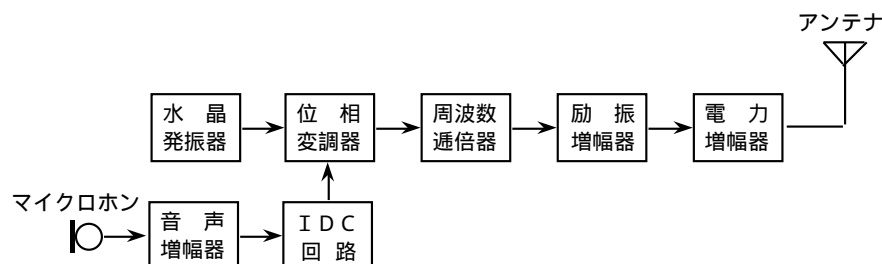 アンテナ
水　晶
発振器
位　相
変調器
周波数
逓倍器
励　振
増幅器
電　力
増幅器
マイクロホン
音　声
増幅器
ＩＤＣ
回　路